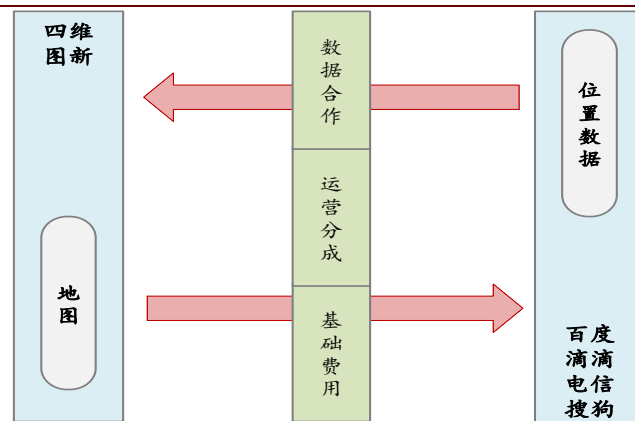 四维
图新
地
图
数
据
合
作
运
营
分
成
基
础
费
用
位
置
数
据
百度
滴滴
电信
搜狗